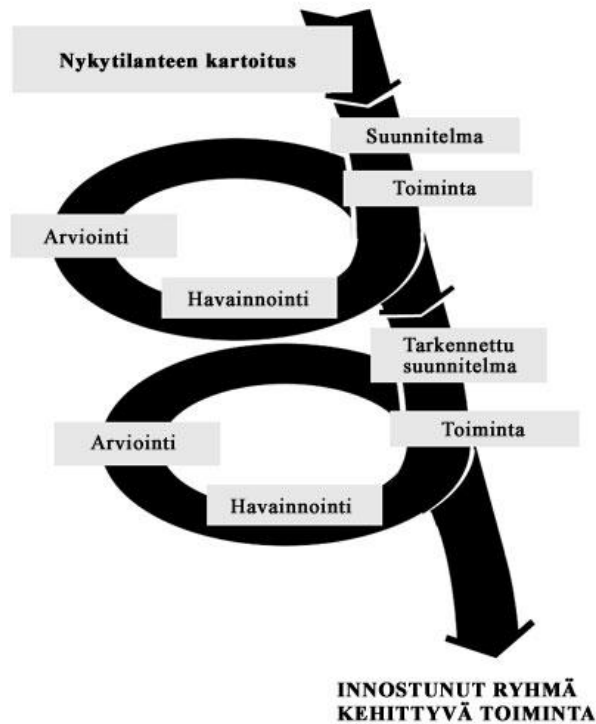 Nykytilanteen kartoitus
Suunnitelma
Toiminta
Arviointi
Havainnointi
Tarkennettu
suunnitelma
Toiminta
Arviointi
Havainnointi
INNOSTUNUT RYHMÄ
KEHITTYVÄ TOIMINTA